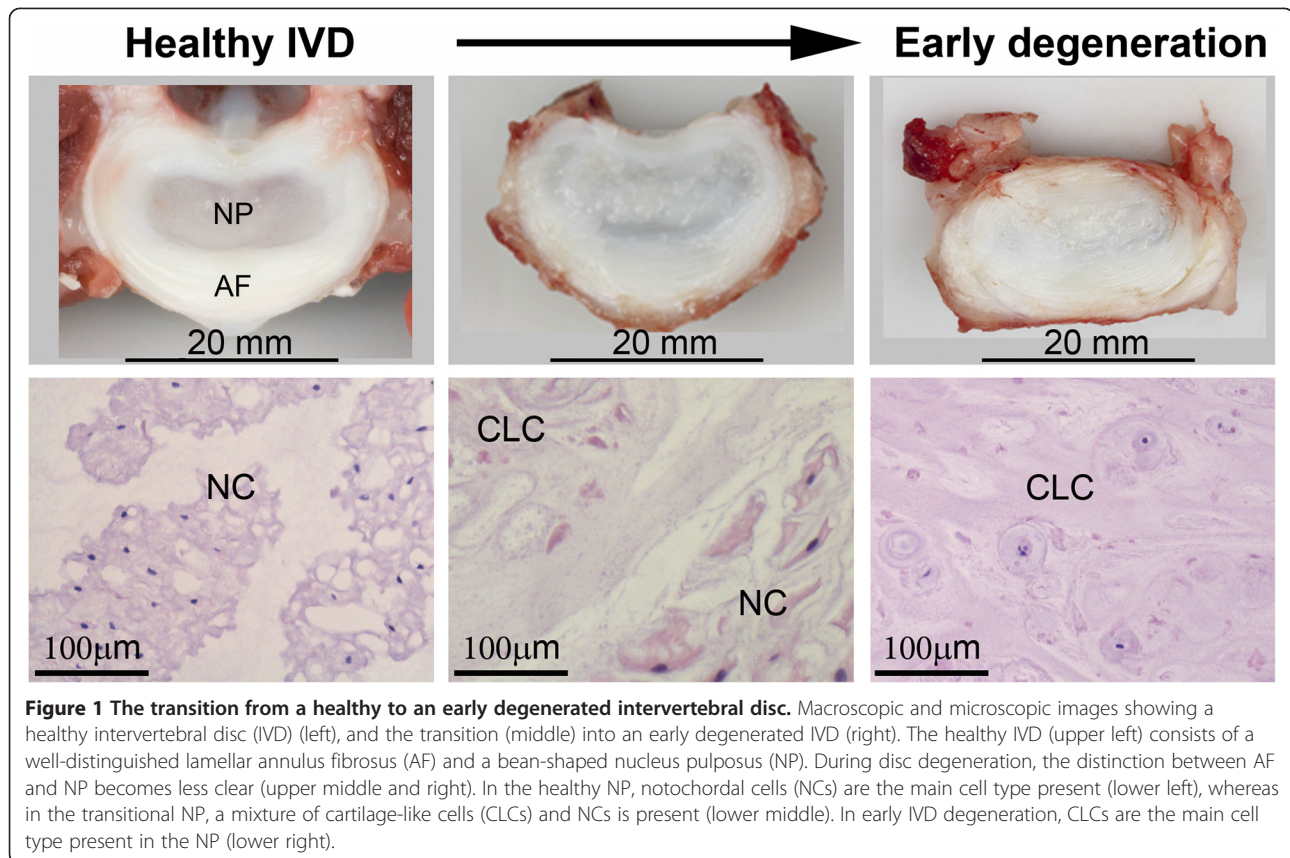 Healthy IVD
Early degeneration
NP
AF
20 mm
20 mm
20 mm
NC
100µm
CLC
NC
100µm
CLC
100µm
Figure 1 The transition from a healthy to an early degenerated intervertebral disc. Macroscopic and microscopic images showing a
healthy intervertebral disc (IVD) (left), and the transition (middle) into an early degenerated IVD (right). The healthy IVD (upper left) consists of a
well-distinguished lamellar annulus fibrosus (AF) and a bean-shaped nucleus pulposus (NP). During disc degeneration, the distinction between AF
and NP becomes less clear (upper middle and right). In the healthy NP, notochordal cells (NCs) are the main cell type present (lower left), whereas
in the transitional NP, a mixture of cartilage-like cells (CLCs) and NCs is present (lower middle). In early IVD degeneration, CLCs are the main cell
type present in the NP (lower right).